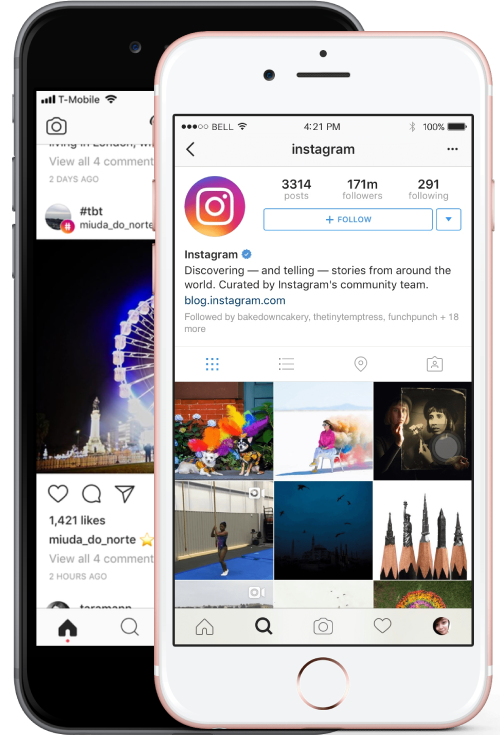 T-Mobile
living in London, wi
View all 4 comment
2 DAYS AGO
#tbt
#
miuda_do_norte
1,421 likes
miuda_do_norte
View all 4 comment
2 HOURS AGO
taramann
BELL
4:21 PM
100%
instagram
3314
171m
291
posts
followers
following
+ FOLLOW
Instagram
Discovering — and telling — stories from around the
world. Curated by Instagram's community team.
blog.instagram.com
Followed by bakedowncakery, thetinytemptress, funchpunch + 18
more